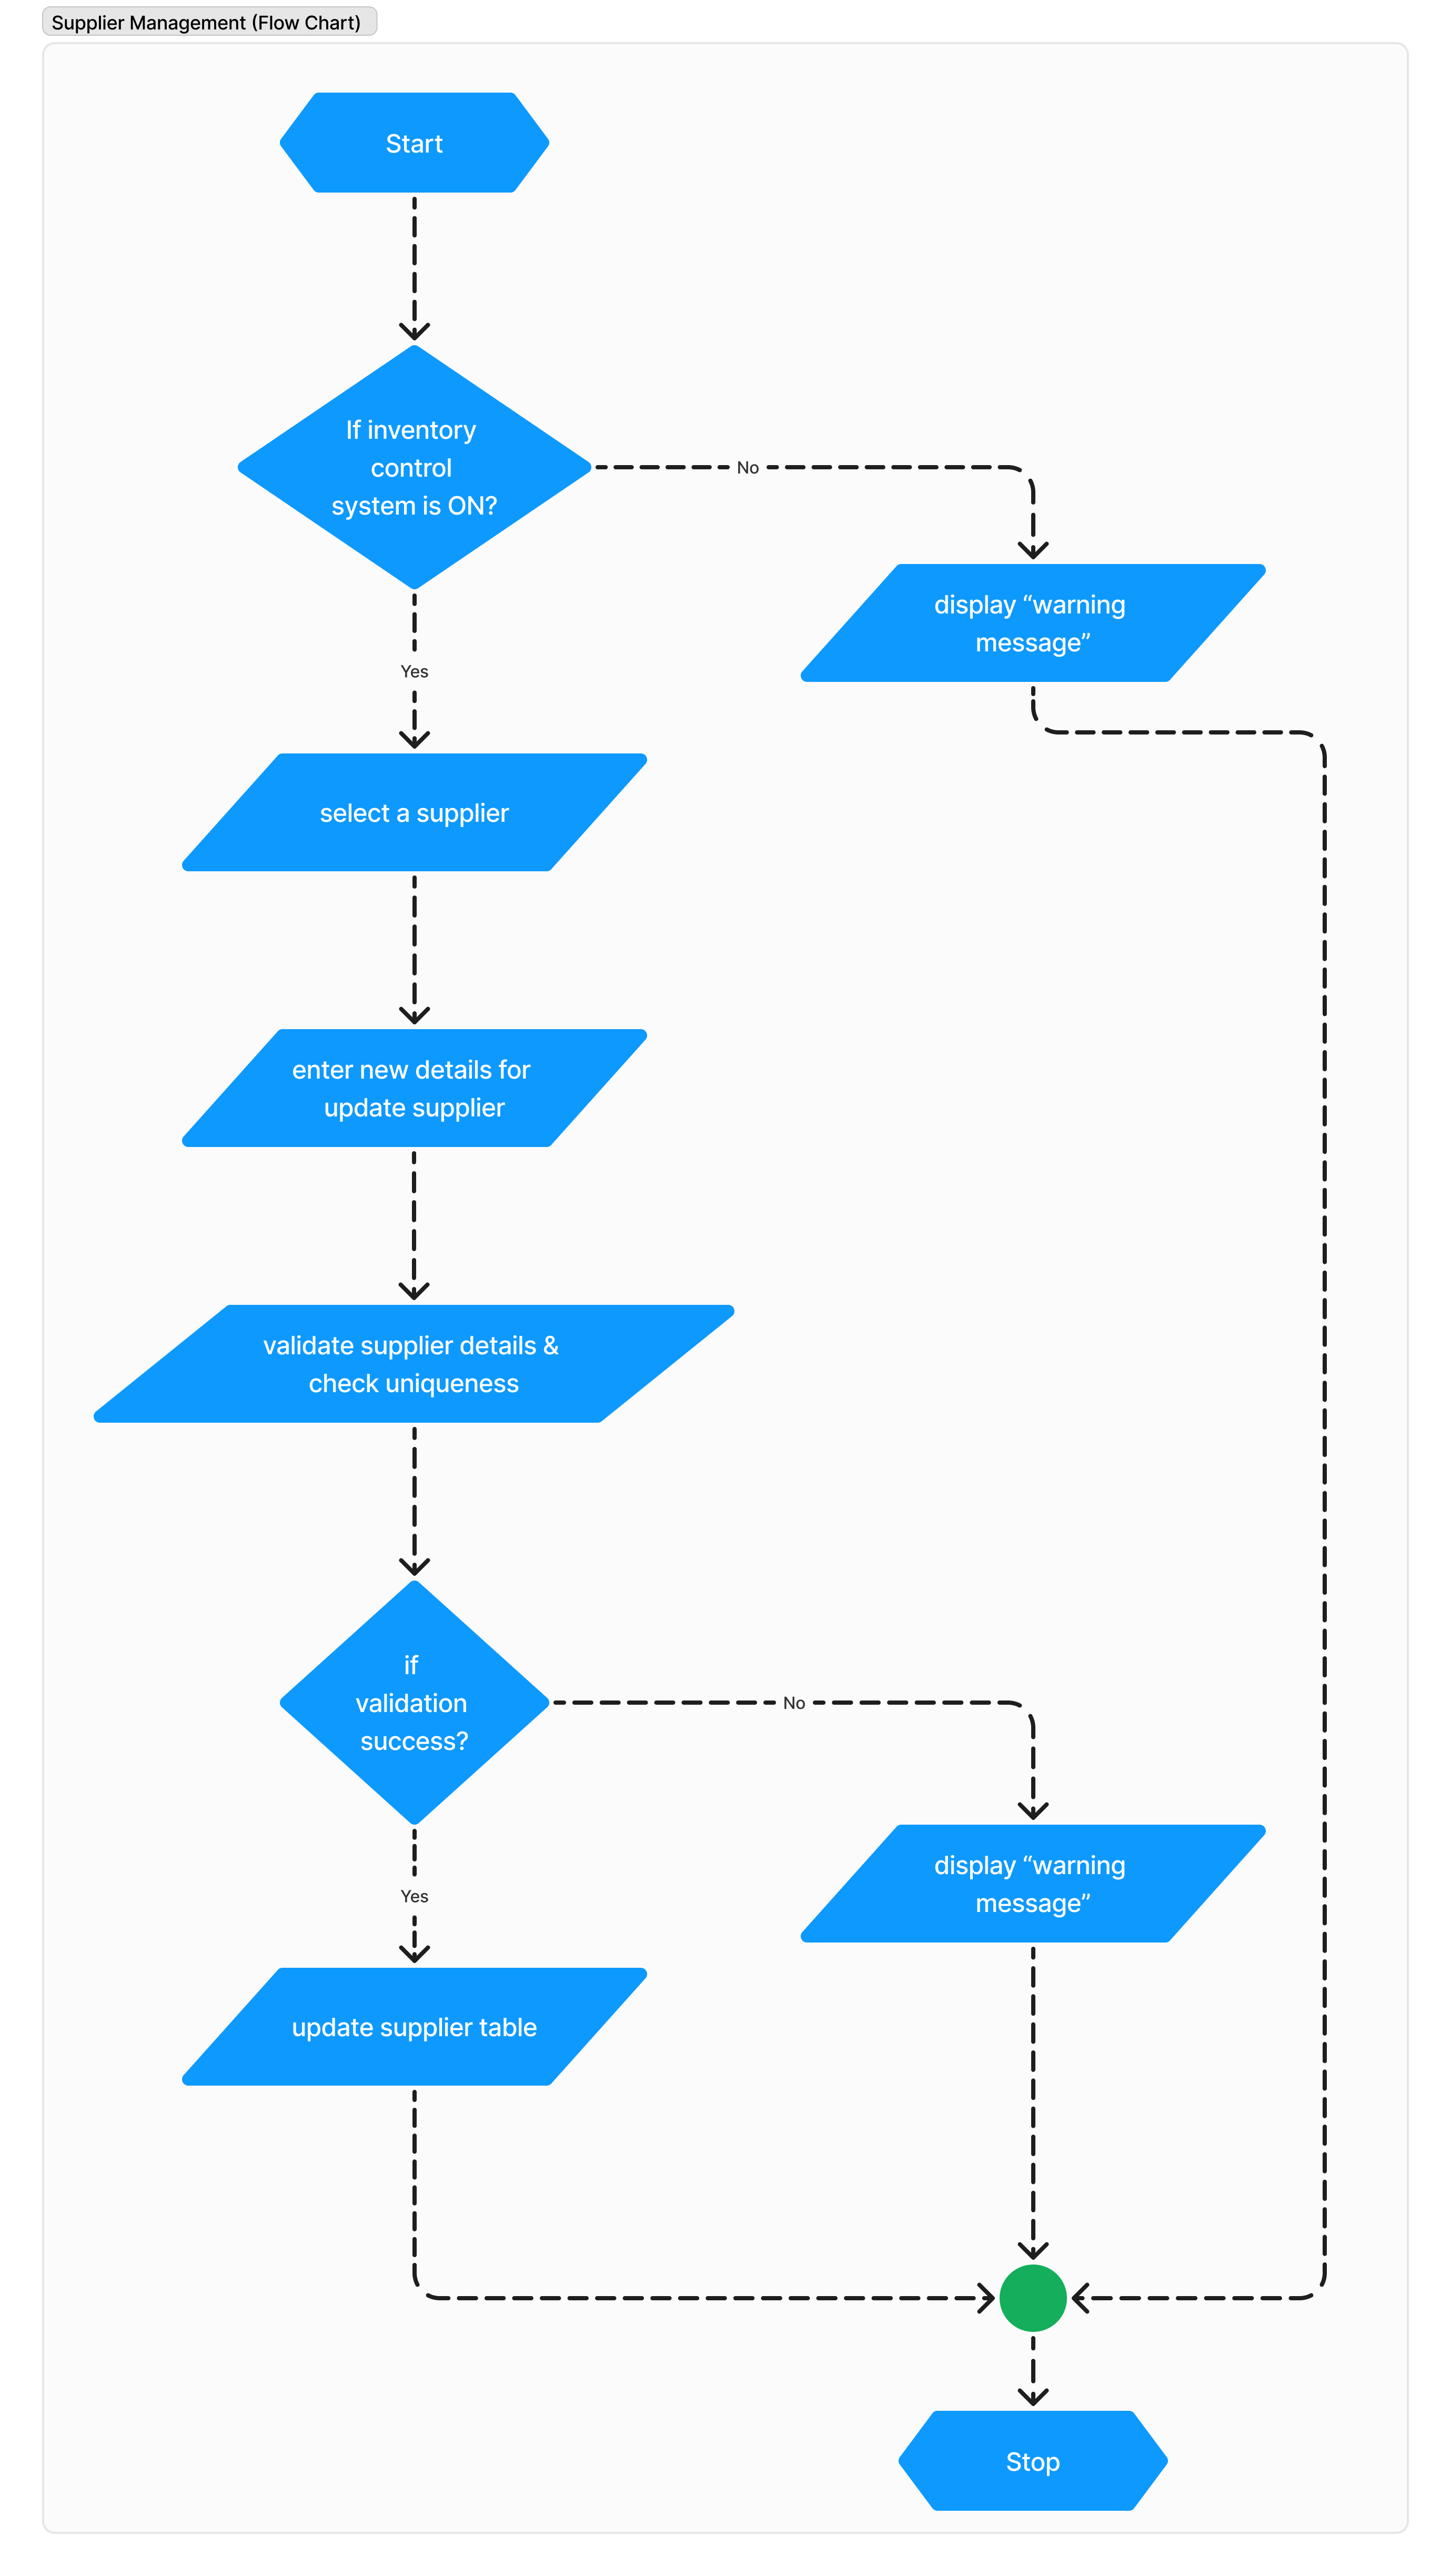 Supplier Management (Flow Chart)
Start
If inventory
control
system is ON?
No
display “warning
message”
Yes
select a supplier
enter new details for
update supplier
validate supplier details &
check uniqueness
if
validation
success?
No
display “warning
message”
Yes
update supplier table
Stop